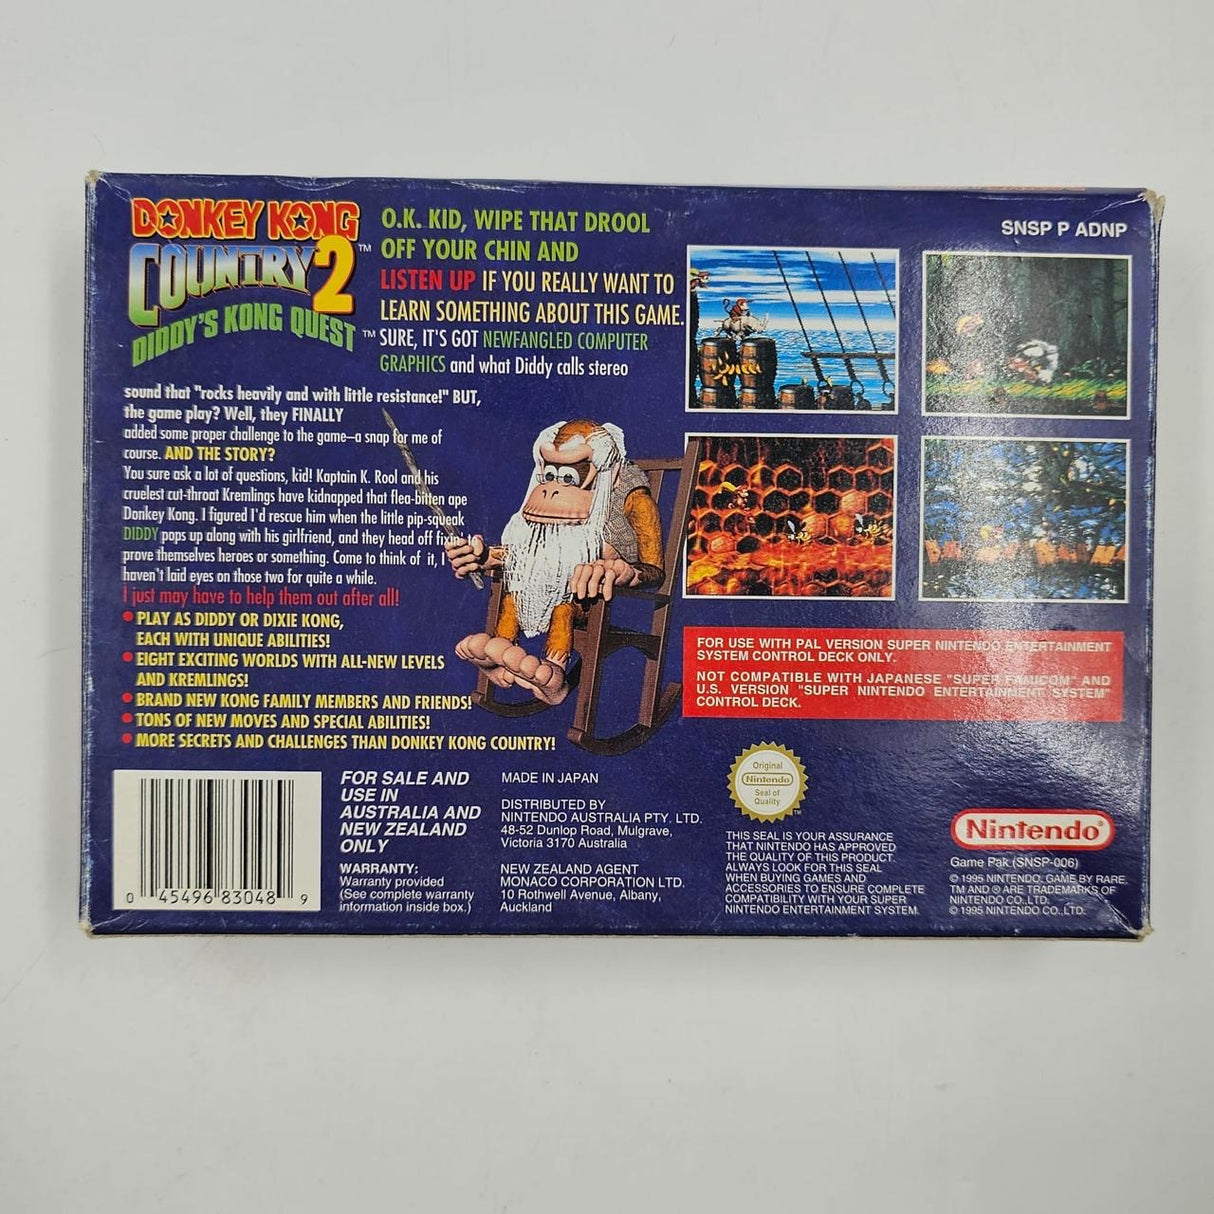 DONKEY KONG
COUNTRY 2 ™
DIDDY'S KONG QUEST ™
O.K. KID, WIPE THAT DROOL
OFF YOUR CHIN AND
LISTEN UP IF YOU REALLY WANT TO
LEARN SOMETHING ABOUT THIS GAME.
SURE, IT'S GOT NEWFANGLED COMPUTER
GRAPHICS and what Diddy calls stereo
sound that "rocks heavily and with little resistance!" BUT,
the game play? Well, they FINALLY
added some proper challenge to the game–a snap for me of
course. AND THE STORY?
You sure ask a lot of questions, kid! Kaptain K. Rool and his
cruelest cut-throat Kremlings have kidnapped that flea-bitten ape
Donkey Kong. I figured I'd rescue him when the little pip-squeak
DIDDY pops up along with his girlfriend, and they head off fixin' to
prove themselves heroes or something. Come to think of it, I
haven't laid eyes on those two for quite a while.
I just may have to help them out after all!
• PLAY AS DIDDY OR DIXIE KONG,
EACH WITH UNIQUE ABILITIES!
• EIGHT EXCITING WORLDS WITH ALL-NEW LEVELS
AND KREMLINGS!
• BRAND NEW KONG FAMILY MEMBERS AND FRIENDS!
• TONS OF NEW MOVES AND SPECIAL ABILITIES!
• MORE SECRETS AND CHALLENGES THAN DONKEY KONG COUNTRY!
SNSP P ADNP
FOR USE WITH PAL VERSION SUPER NINTENDO ENTERTAINMENT
SYSTEM CONTROL DECK ONLY.
NOT COMPATIBLE WITH JAPANESE "SUPER FAMICOM" AND
U.S. VERSION "SUPER NINTENDO ENTERTAINMENT SYSTEM"
CONTROL DECK.
0 45496 83048 9
FOR SALE AND
USE IN
AUSTRALIA AND
NEW ZEALAND
ONLY
WARRANTY:
Warranty provided
(See complete warranty
information inside box.)
MADE IN JAPAN
DISTRIBUTED BY
NINTENDO AUSTRALIA PTY. LTD.
48-52 Dunlop Road, Mulgrave,
Victoria 3170 Australia
NEW ZEALAND AGENT
MONACO CORPORATION LTD.
10 Rothwell Avenue, Albany,
Auckland
Original
Nintendo
Seal of
Quality
TM
THIS SEAL IS YOUR ASSURANCE
THAT NINTENDO HAS APPROVED
THE QUALITY OF THIS PRODUCT.
ALWAYS LOOK FOR THIS SEAL
WHEN BUYING GAMES AND
ACCESSORIES TO ENSURE COMPLETE
COMPATIBILITY WITH YOUR SUPER
NINTENDO ENTERTAINMENT SYSTEM.
Nintendo®
Game Pak (SNSP-006)
© 1995 NINTENDO. GAME BY RARE.
TM AND ® ARE TRADEMARKS OF
NINTENDO CO.,LTD.
© 1995 NINTENDO CO.,LTD.